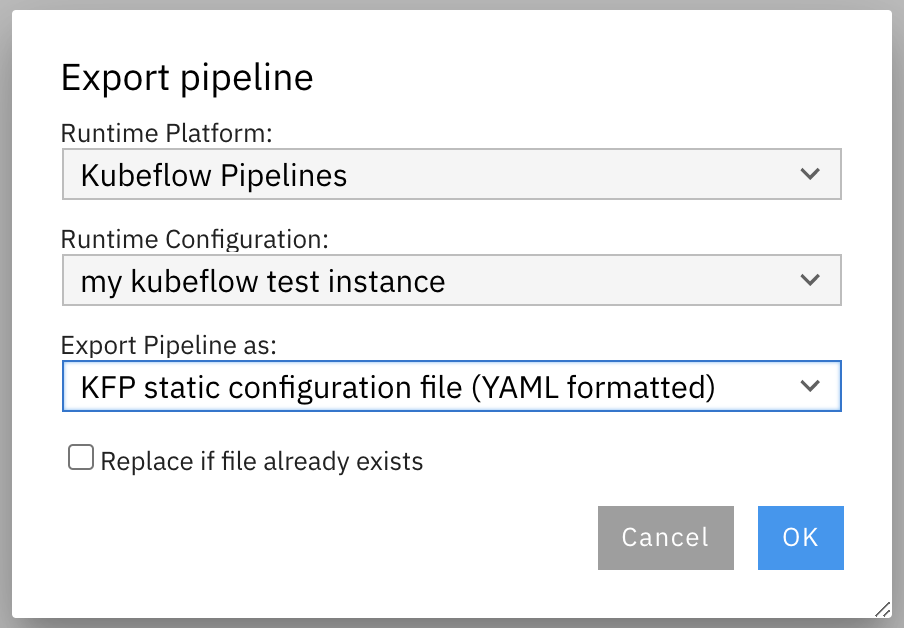 Export pipeline
Runtime Platform:
Kubeflow Pipelines
Runtime Configuration:
my kubeflow test instance
Export Pipeline as:
KFP static configuration file (YAML formatted)
Replace if file already exists
Cancel OK